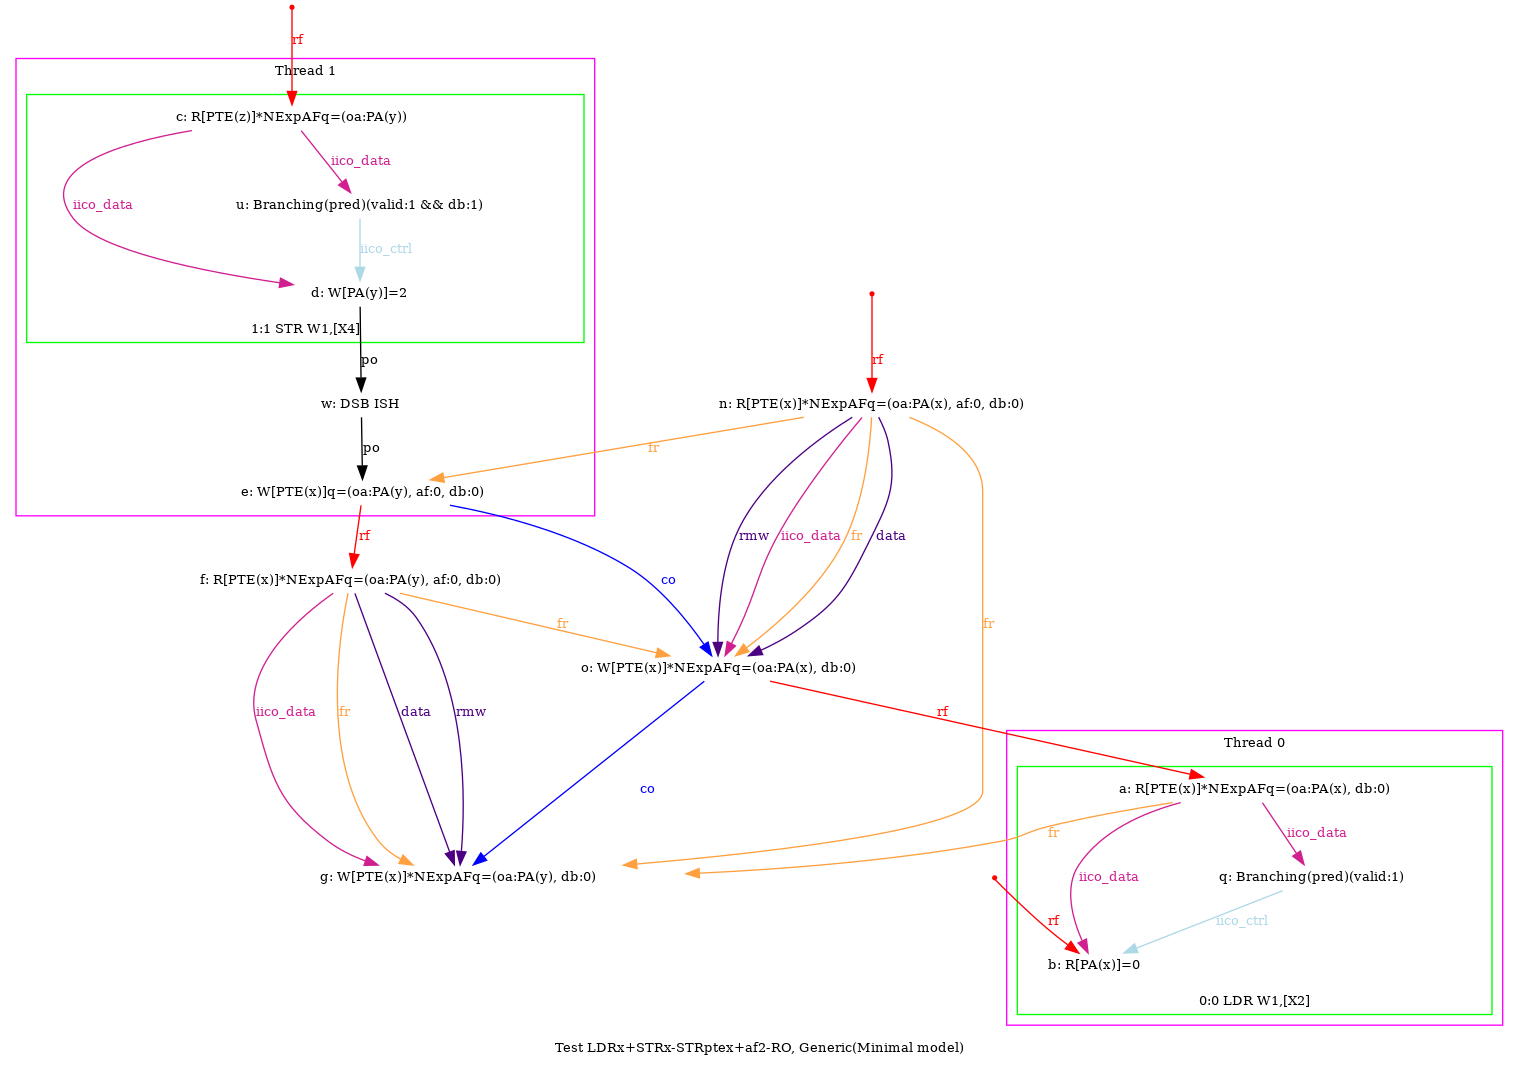 rf
Thread 1
c: R[PTE(z)]*NExpAFq=(oa:PA(y))
iico_data
iico_data
u: Branching(pred)(valid:1 && db:1)
iico_ctrl
d: W[PA(y)]=2
1:1 STR W1,[X4]
po
rf
w: DSB ISH
n: R[PTE(x)]*NExpAFq=(oa:PA(x), af:0, db:0)
po
fr
e: W[PTE(x)]q=(oa:PA(y), af:0, db:0)
rf
rmw
iico_data
fr
data
f: R[PTE(x)]*NExpAFq=(oa:PA(y), af:0, db:0)
co
fr
fr
o: W[PTE(x)]*NExpAFq=(oa:PA(x), db:0)
iico_data
fr
data
rmw
rf
Thread 0
co
a: R[PTE(x)]*NExpAFq=(oa:PA(x), db:0)
fr
iico_data
g: W[PTE(x)]*NExpAFq=(oa:PA(y), db:0)
iico_data
q: Branching(pred)(valid:1)
rf
iico_ctrl
b: R[PA(x)]=0
0:0 LDR W1,[X2]
Test LDRx+STRx-STRptex+af2-RO, Generic(Minimal model)